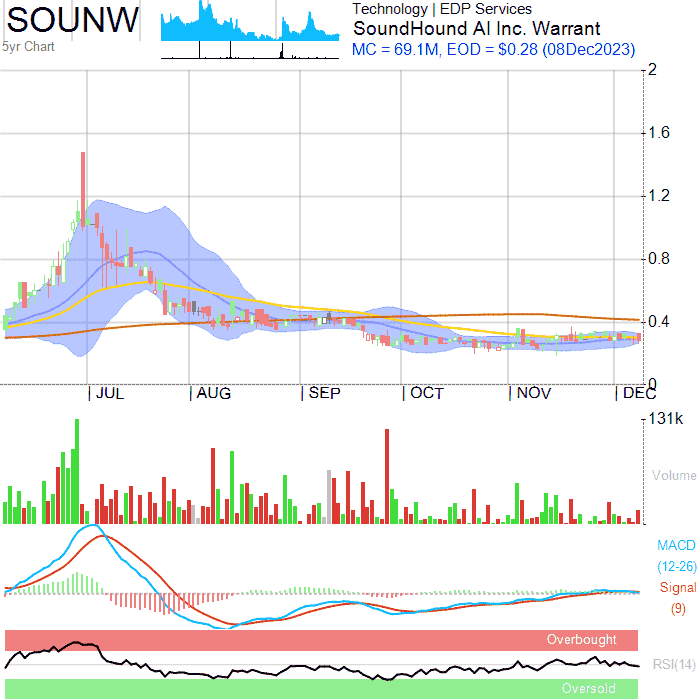 SOUNW
5yr Chart
Technology | EDP Services
SoundHound AI Inc. Warrant
MC = 69.1M, EOD = $0.28 (08Dec2023)
2
1.6
1.2
0.8
0.4
0
JUL AUG SEP OCT NOV DEC
131k
Volume
MACD
(12-26)
Signal
(9)
Overbought
RSI(14)
Oversold